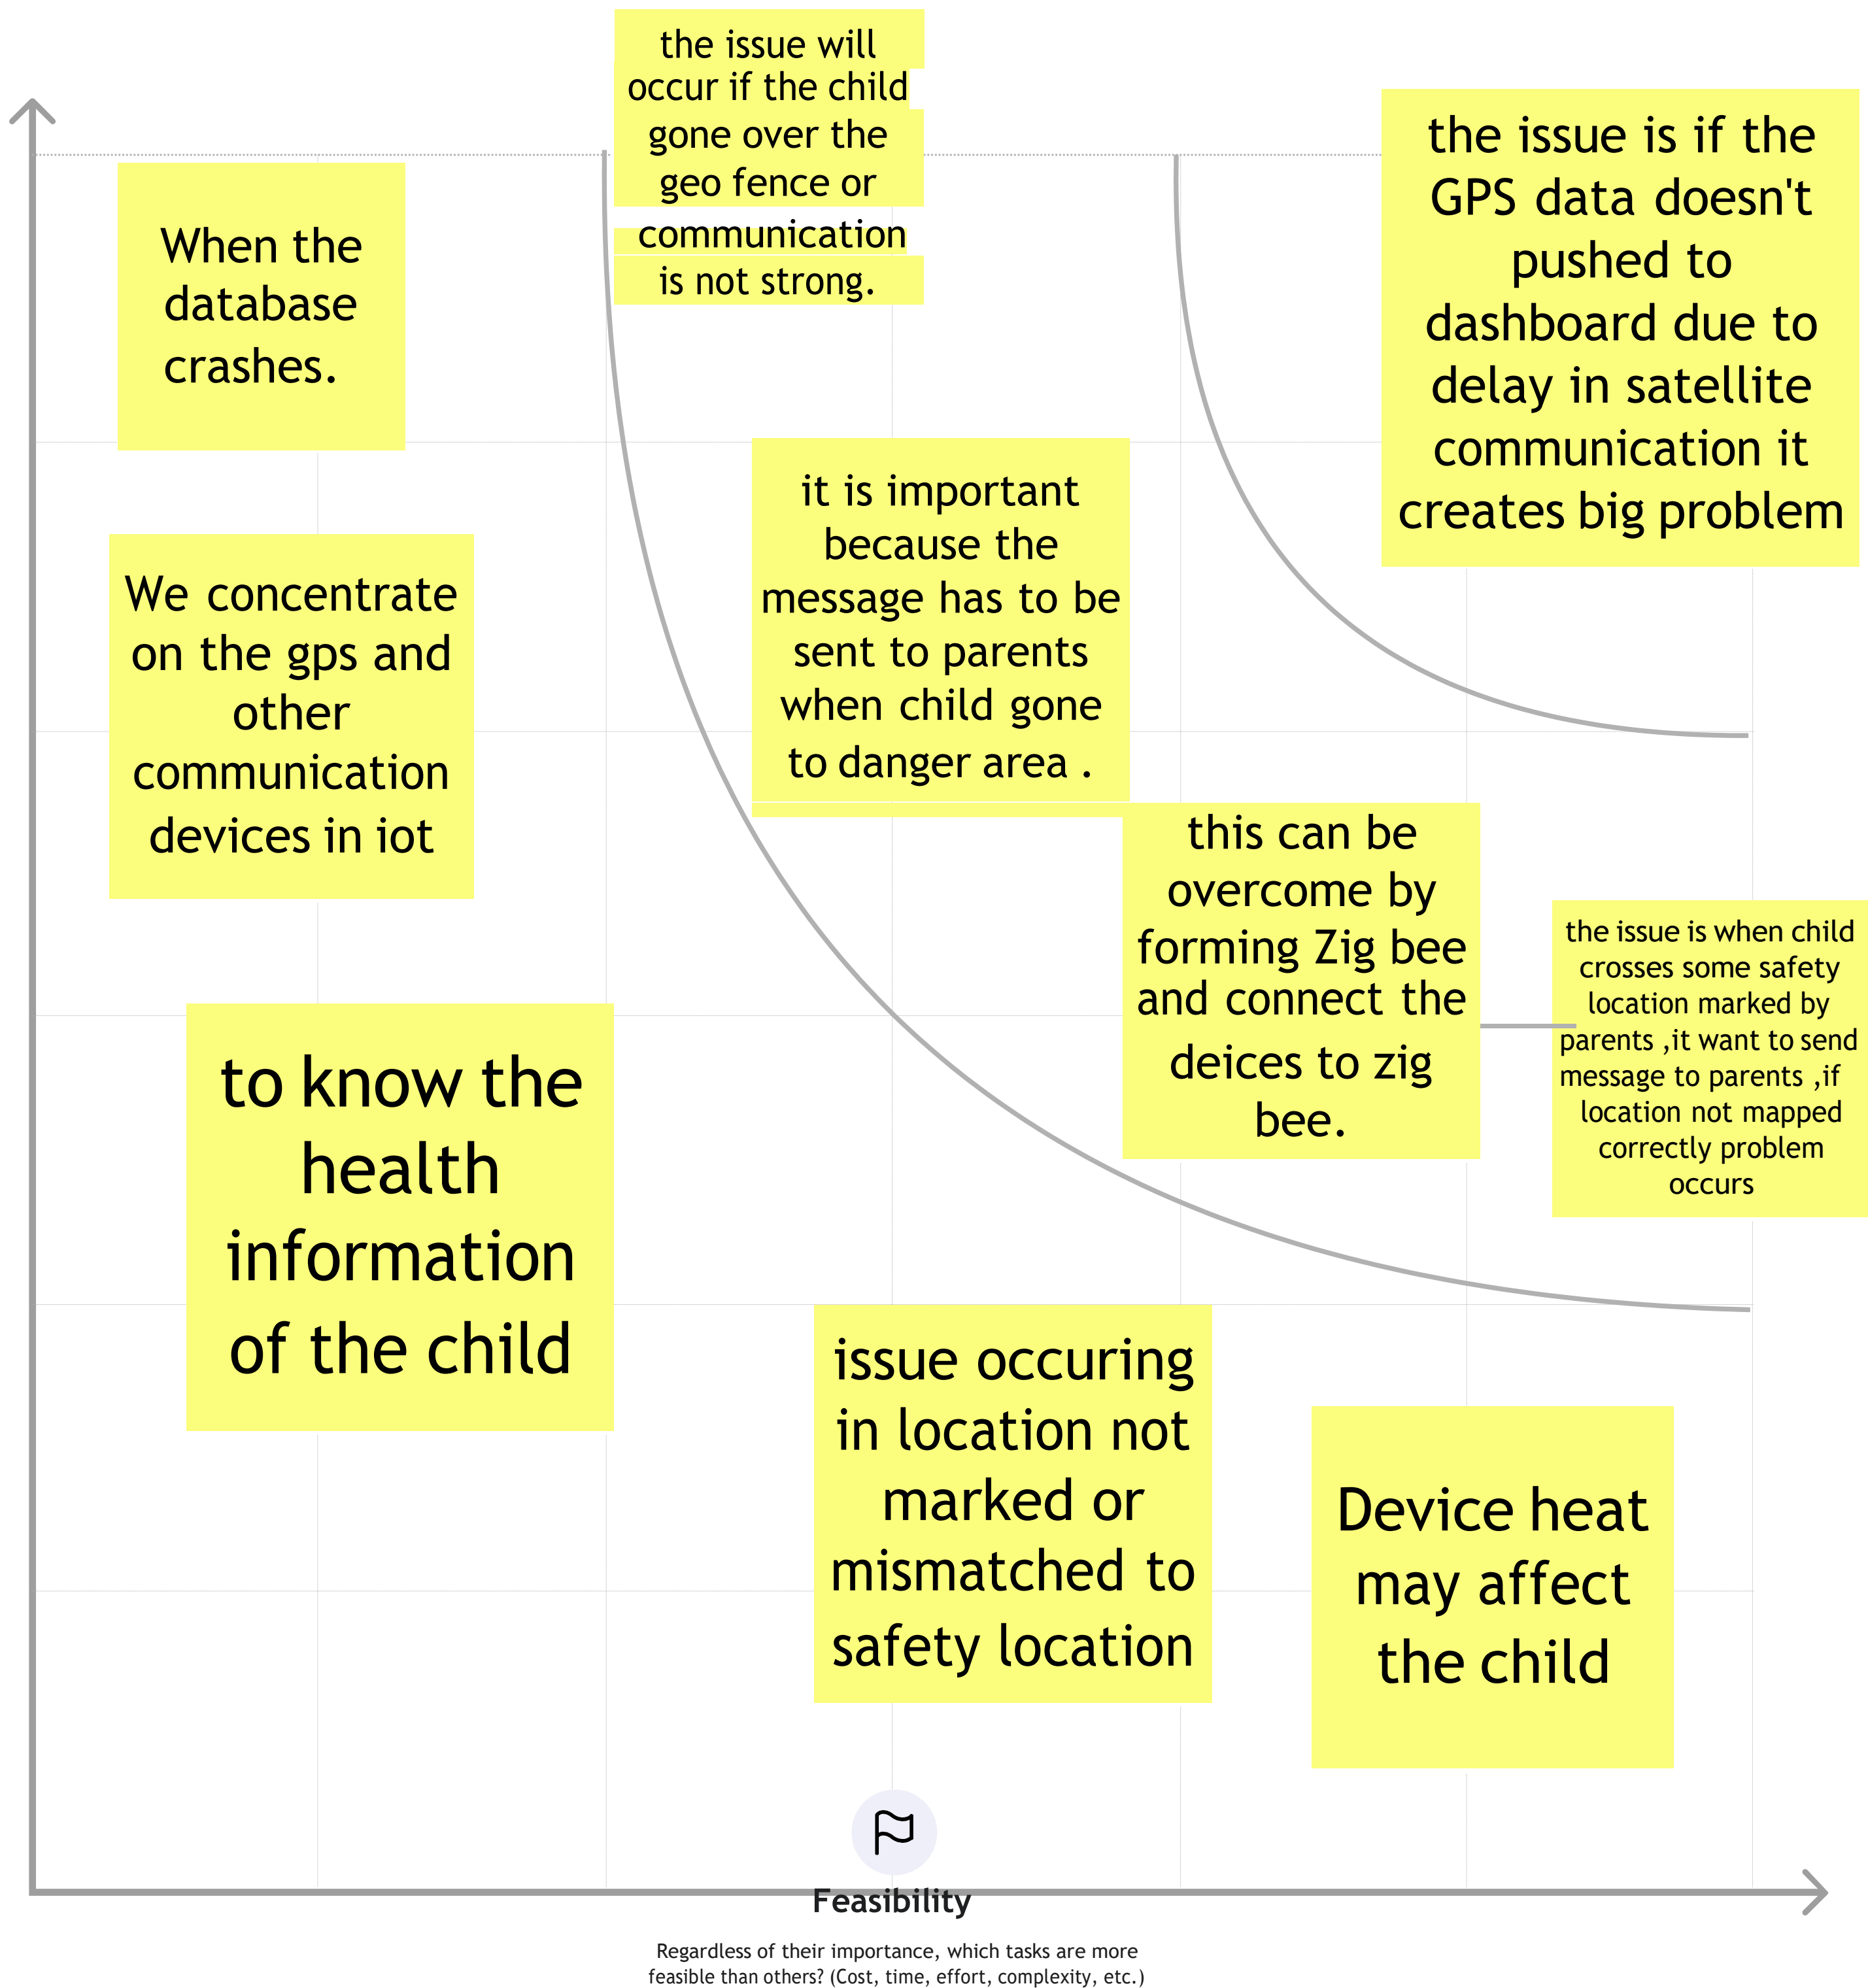 the issue will
occur if the child
gone over the
geo fence or
communication
is not strong.
the issue is if the
GPS data doesn't
pushed to
dashboard due to
delay in satellite
communication it
creates big problem
When the
database
crashes.
it is important
because the
message has to be
sent to parents
when child gone
to danger area .
We concentrate
on the gps and
other
communication
devices in iot
this can be
overcome by
forming Zig bee
and connect the
deices to zig
bee.
the issue is when child
crosses some safety
location marked by
parents ,it want to send
message to parents ,if
location not mapped
correctly problem
occurs
to know the
health
information
of the child
issue occuring
in location not
marked or
mismatched to
safety location
Device heat
may affect
the child
Feasibility
Regardless of their importance, which tasks are more
feasible than others? (Cost, time, effort, complexity, etc.)